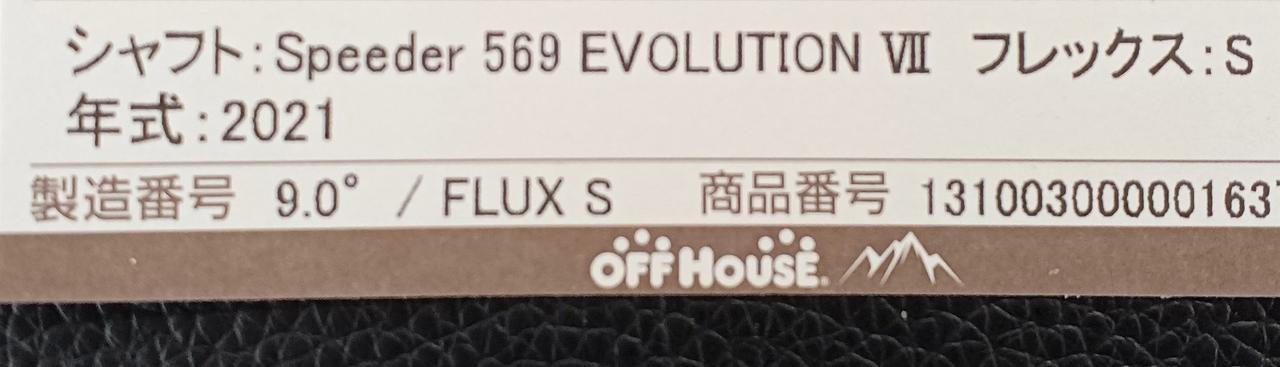 シャフト:Speeder 569 EVOLUTION Ⅶ フレックス:S
年式:2021
製造番号 9.0° / FLUX S 商品番号 131003000000163
OFF HOUSE